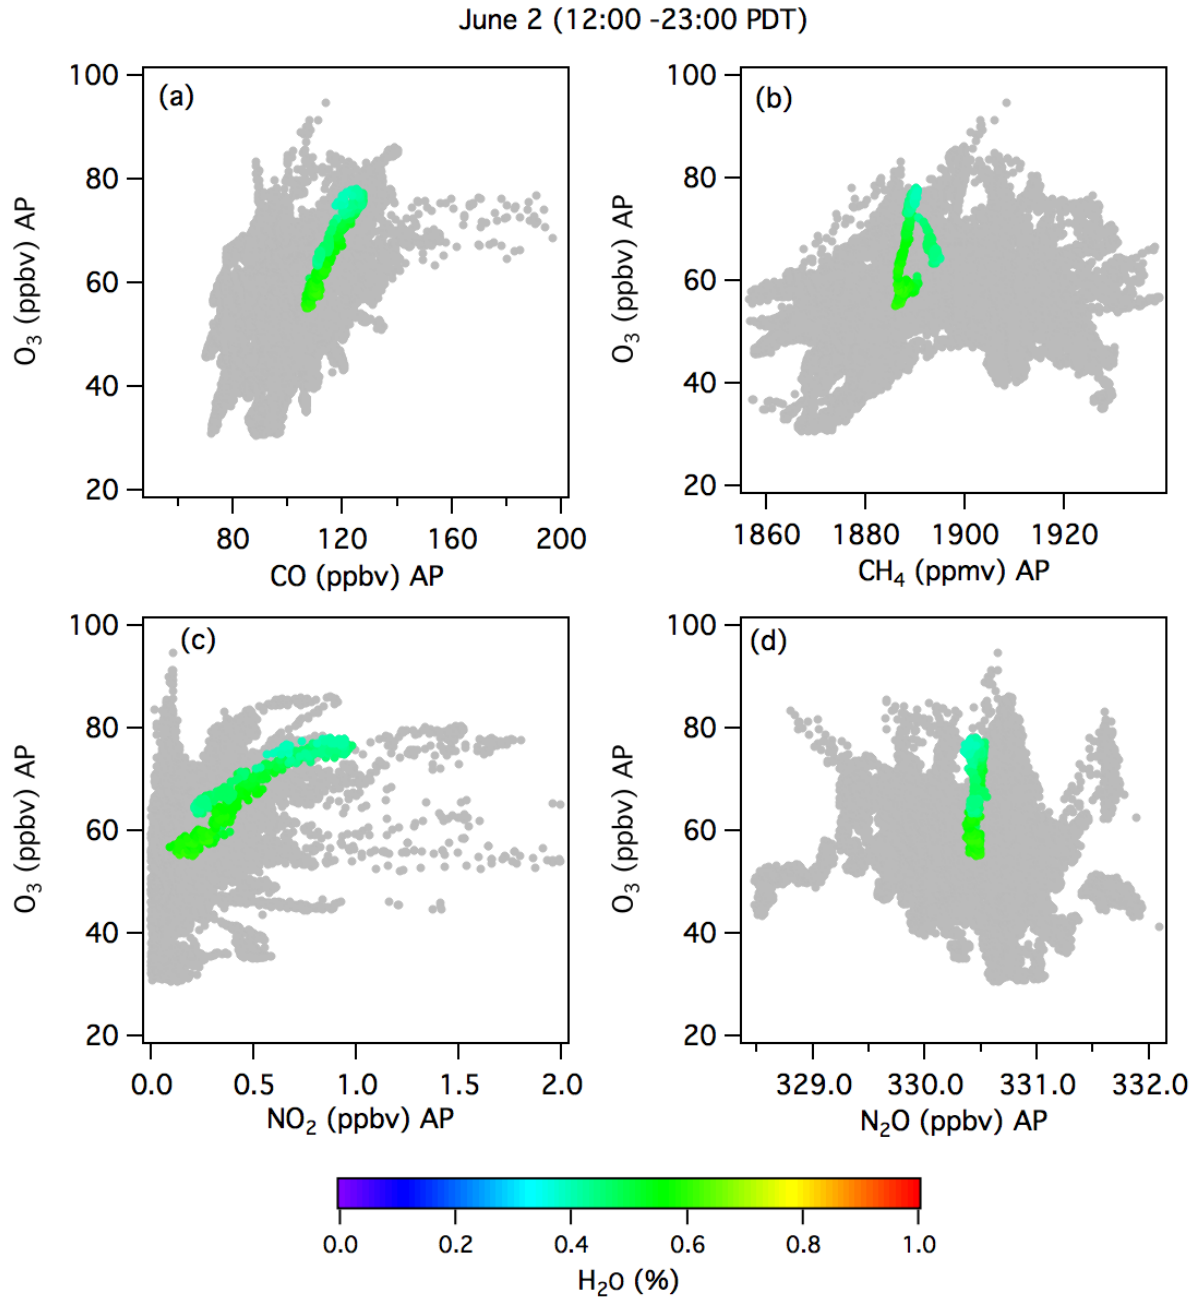 June 2 (12:00 -23:00 PDT)
(a)
100
80
60
40
20
O3 (ppbv) AP
80 120 160 200
CO (ppbv) AP
(b)
100
80
60
40
20
O3 (ppbv) AP
1860 1880 1900 1920
CH4 (ppmv) AP
(c)
100
80
60
40
20
O3 (ppbv) AP
0.0 0.5 1.0 1.5 2.0
NO2 (ppbv) AP
(d)
100
80
60
40
20
O3 (ppbv) AP
329.0 330.0 331.0 332.0
N2O (ppbv) AP
0.0 0.2 0.4 0.6 0.8 1.0
H2O (%)